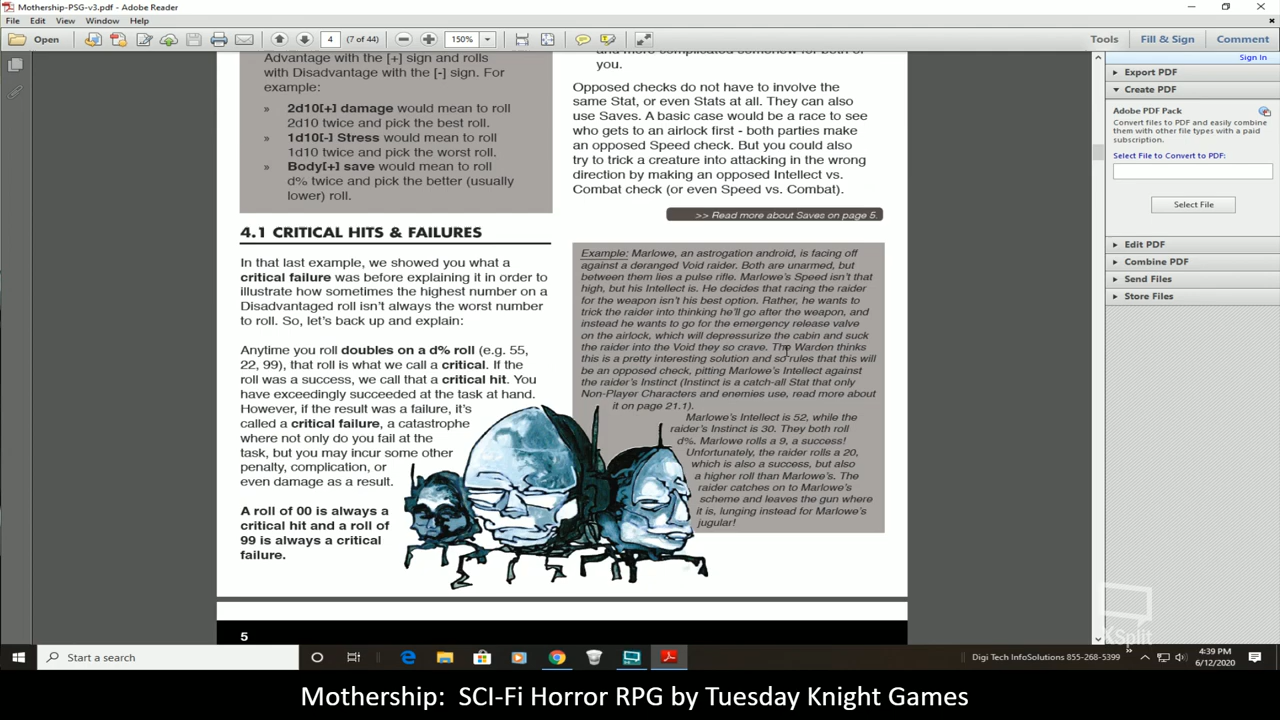 Mothership-PSG-v3.pdf - Adobe Reader
File Edit View Window Help
Open
4
(7 of 44)
150%
Tools
Fill & Sign
Comment
Sign In
Advantage with the [+] sign and rolls
with Disadvantage with the [-] sign. For
example:
» 2d10[+] damage would mean to roll
2d10 twice and pick the best roll.
» 1d10[-] Stress would mean to roll
1d10 twice and pick the worst roll.
» Body[+] save would mean to roll
d% twice and pick the better (usually
lower) roll.
4.1 CRITICAL HITS & FAILURES
In that last example, we showed you what a
critical failure was before explaining it in order to
illustrate how sometimes the highest number on a
Disadvantaged roll isn't always the worst number
to roll. So, let's back up and explain:
Anytime you roll doubles on a d% roll (e.g. 55,
22, 99), that roll is what we call a critical. If the
roll was a success, we call that a critical hit. You
have exceedingly succeeded at the task at hand.
However, if the result was a failure, it's
called a critical failure, a catastrophe
where not only do you fail at the
task, but you may incur some other
penalty, complication, or
even damage as a result.
A roll of 00 is always a
critical hit and a roll of
99 is always a critical
failure.
and more complicated somehow for both of
you.
Opposed checks do not have to involve the
same Stat, or even Stats at all. They can also
use Saves. A basic case would be a race to see
who gets to an airlock first - both parties make
an opposed Speed check. But you could also
try to trick a creature into attacking in the wrong
direction by making an opposed Intellect vs.
Combat check (or even Speed vs. Combat).
>> Read more about Saves on page 5.
Example: Marlowe, an astrogation android, is facing off
against a deranged Void raider. Both are unarmed, but
between them lies a pulse rifle. Marlowe's Speed isn't that
high, but his Intellect is. He decides that racing the raider
for the weapon isn't his best option. Rather, he wants to
trick the raider into thinking he'll go after the weapon, and
instead he wants to go for the emergency release valve
on the airlock, which will depressurize the cabin and suck
the raider into the Void they so crave. The Warden thinks
this is a pretty interesting solution and so rules that this will
be an opposed check, pitting Marlowe's Intellect against
the raider's Instinct (Instinct is a catch-all Stat that only
Non-Player Characters and enemies use, read more about
it on page 21.1).
Marlowe's Intellect is 52, while the
raider's Instinct is 30. They both roll
d%. Marlowe rolls a 9, a success!
Unfortunately, the raider rolls a 20,
which is also a success, but also
a higher roll than Marlowe's. The
raider catches on to Marlowe's
scheme and leaves the gun where
it is, lunging instead for Marlowe's
jugular!
5
Export PDF
Create PDF
Adobe PDF Pack
Convert files to PDF and easily combine
them with other file types with a paid
subscription.
Select File to Convert to PDF:
Select File
Edit PDF
Combine PDF
Send Files
Store Files
XSplit
Start a search
Digi Tech InfoSolutions 855-268-5399
4:39 PM
6/12/2020
Mothership: SCI-Fi Horror RPG by Tuesday Knight Games